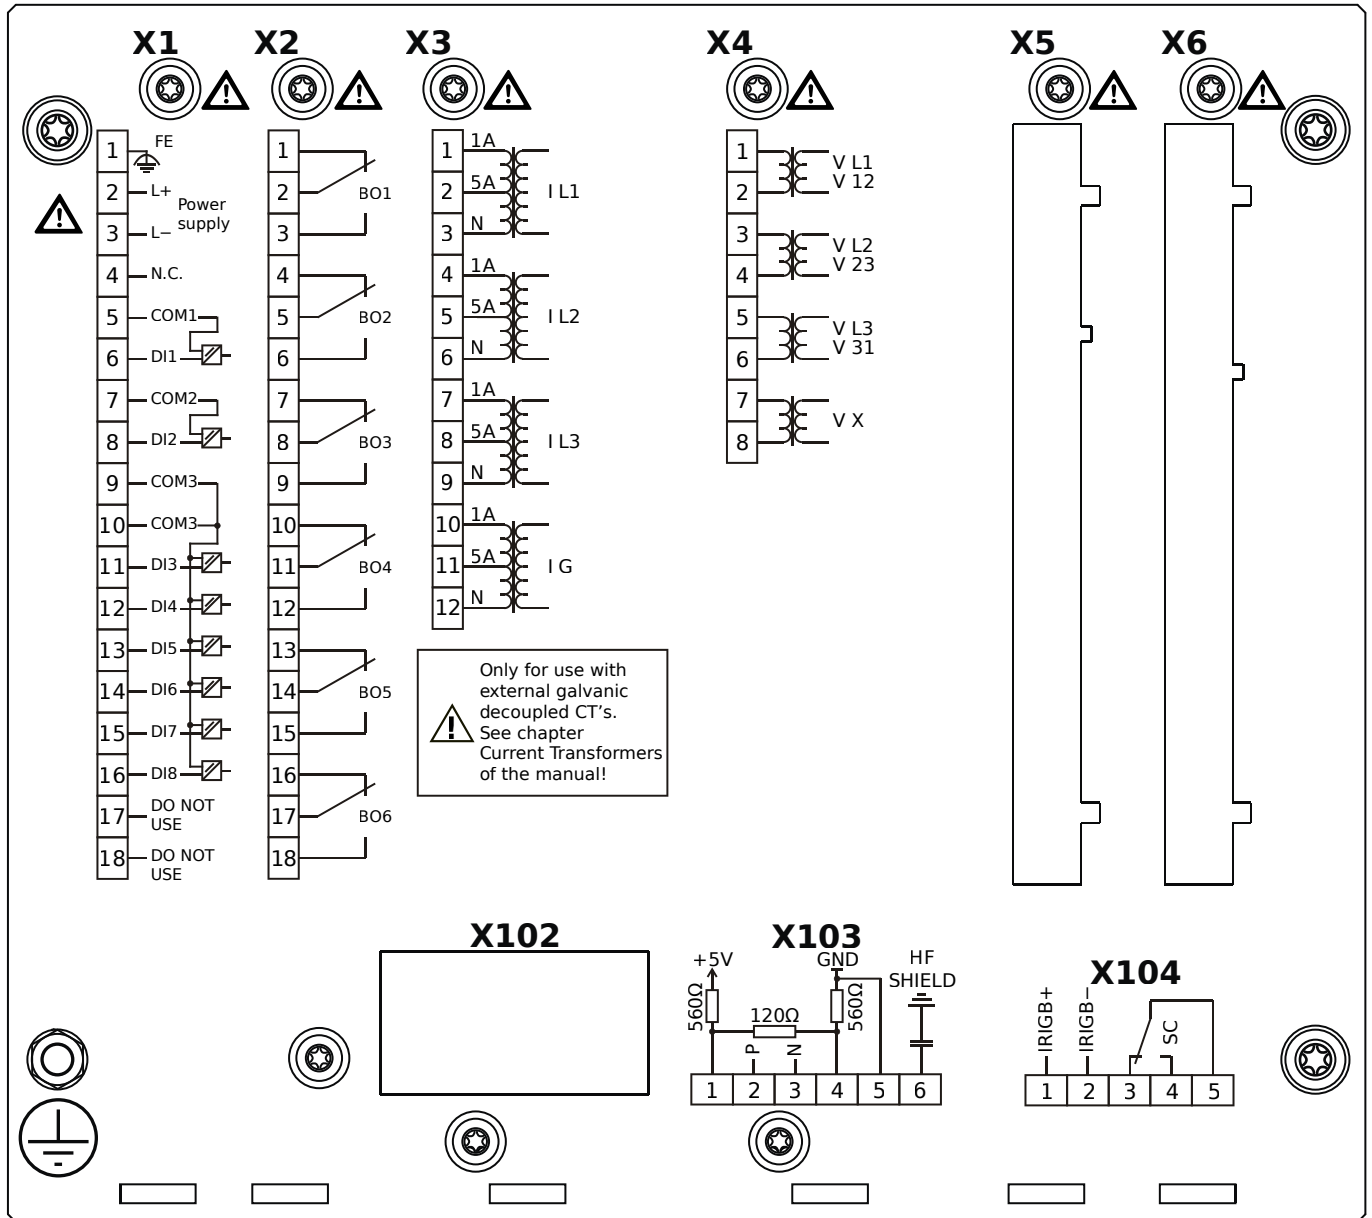 X1
X2
X3
X4
X5
X6
1
FE
2
L+
Power
supply
3
L−
4
N.C.
5
COM1
6
DI1
7
COM2
8
DI2
9
COM3
10
COM3
11
DI3
12
DI4
13
DI5
14
DI6
15
DI7
16
DI8
17
DO NOT
USE
18
DO NOT
USE
1
2
BO1
3
4
5
BO2
6
7
8
BO3
9
10
11
BO4
12
13
14
BO5
15
16
17
BO6
18
1
1A
2
5A
I L1
3
N
4
1A
5
5A
I L2
6
N
7
1A
8
5A
I L3
9
N
10
1A
11
5A
I G
12
N
Only for use with
external galvanic
decoupled CT's.
See chapter
Current Transformers
of the manual!
1
2
V L1
V 12
3
4
V L2
V 23
5
6
V L3
V 31
7
8
V X
X102
X103
+5V
GND
HF
SHIELD
560Ω
120Ω
560Ω
P
N
1
2
3
4
5
6
X104
IRIGB+
IRIGB−
SC
1
2
3
4
5